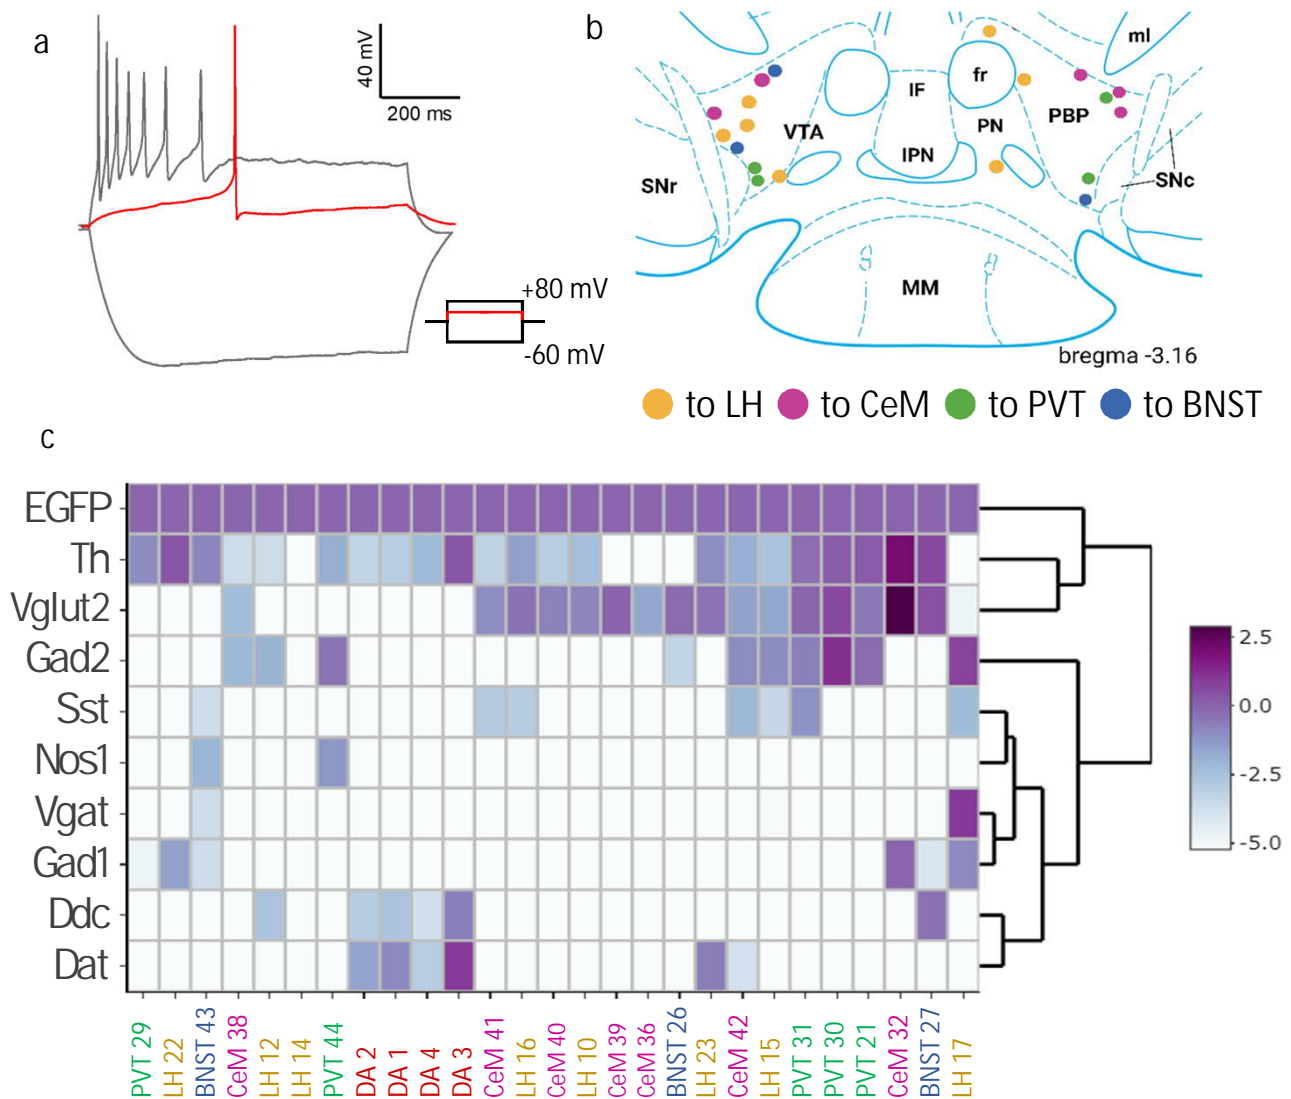 a
40 mV
200 ms
+80 mV
-60 mV
b
ml
fr
IF
PN
PBP
VTA
IPN
SNr
SNc
MM
bregma -3.16
to LH to CeM to PVT to BNST
c
EGFP
Th
Vglut2
Gad2
Sst
Nos1
Vgat
Gad1
Ddc
Dat
2.5
0.0
-2.5
-5.0
PVT 29
LH 22
BNST 43
CeM 38
LH 12
LH 14
PVT 44
DA 2
DA 1
DA 4
DA 3
CeM 41
LH 16
CeM 40
LH 10
CeM 39
CeM 36
BNST 26
LH 23
CeM 42
LH 15
PVT 31
PVT 30
PVT 21
CeM 32
BNST 27
LH 17